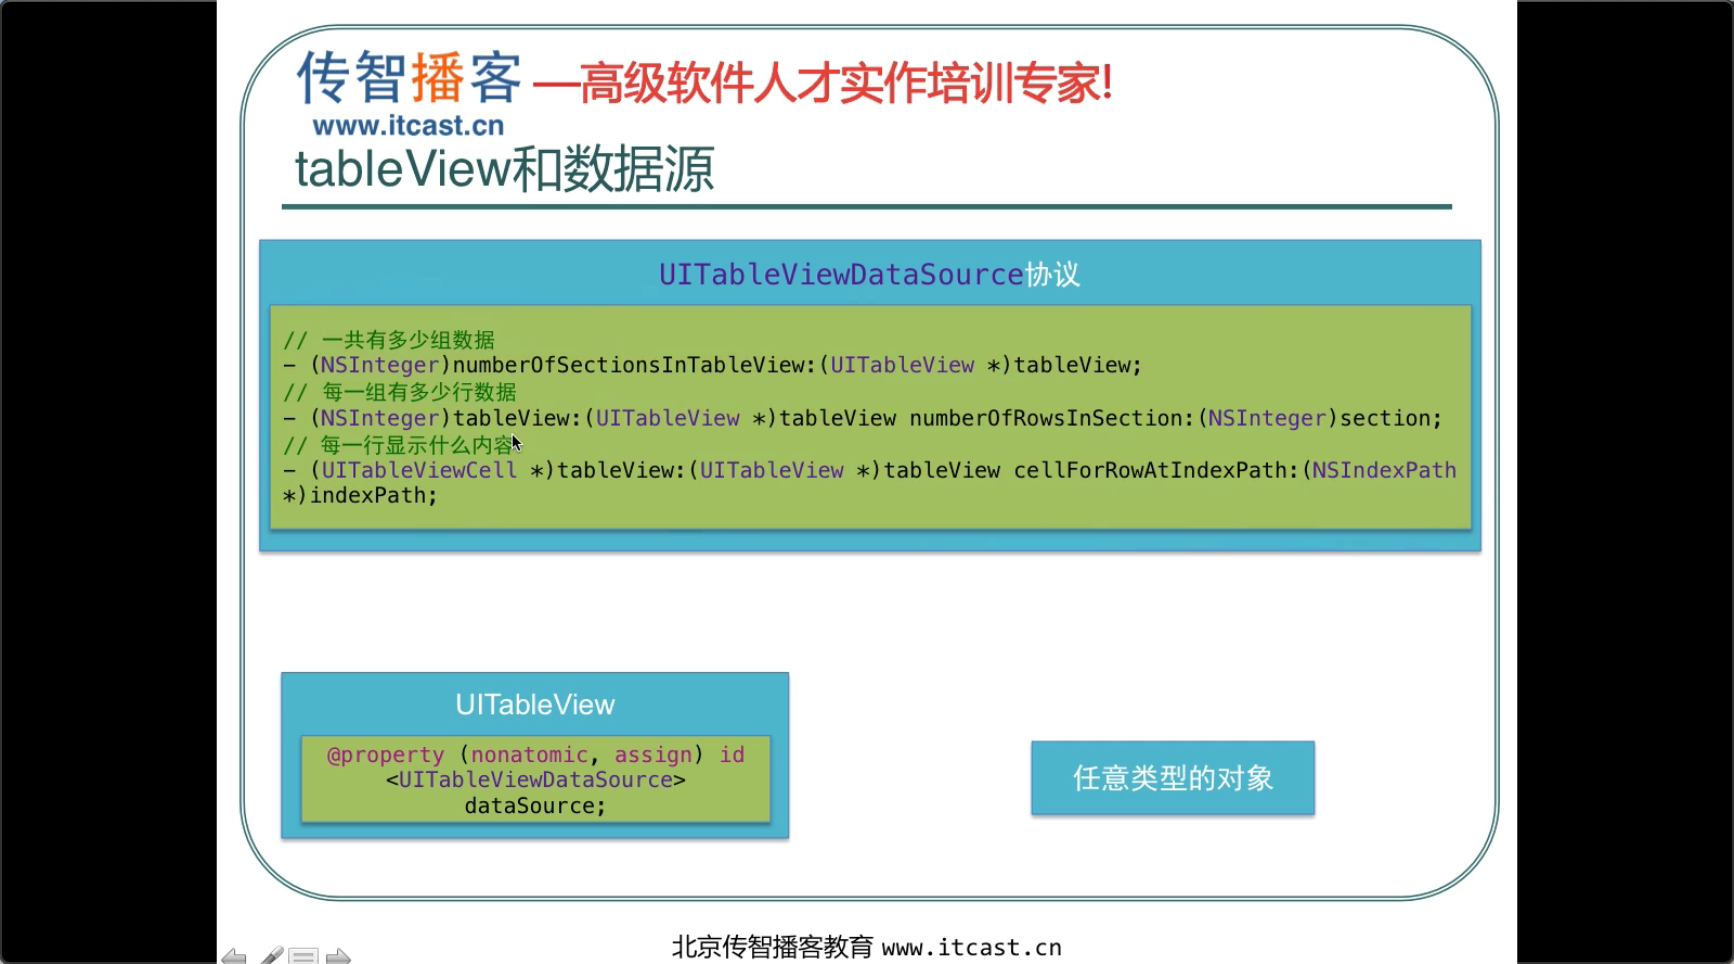 传智播客 —高级软件人才实作培训专家!
www.itcast.cn
tableView和数据源
UITableViewDataSource协议
// 一共有多少组数据
- (NSInteger)numberOfSectionsInTableView:(UITableView *)tableView;
// 每一组有多少行数据
- (NSInteger)tableView:(UITableView *)tableView numberOfRowsInSection:(NSInteger)section;
// 每一行显示什么内容
- (UITableViewCell *)tableView:(UITableView *)tableView cellForRowAtIndexPath:(NSIndexPath
*)indexPath;
UITableView
@property (nonatomic, assign) id
<UITableViewDataSource>
dataSource;
任意类型的对象
北京传智播客教育 www.itcast.cn